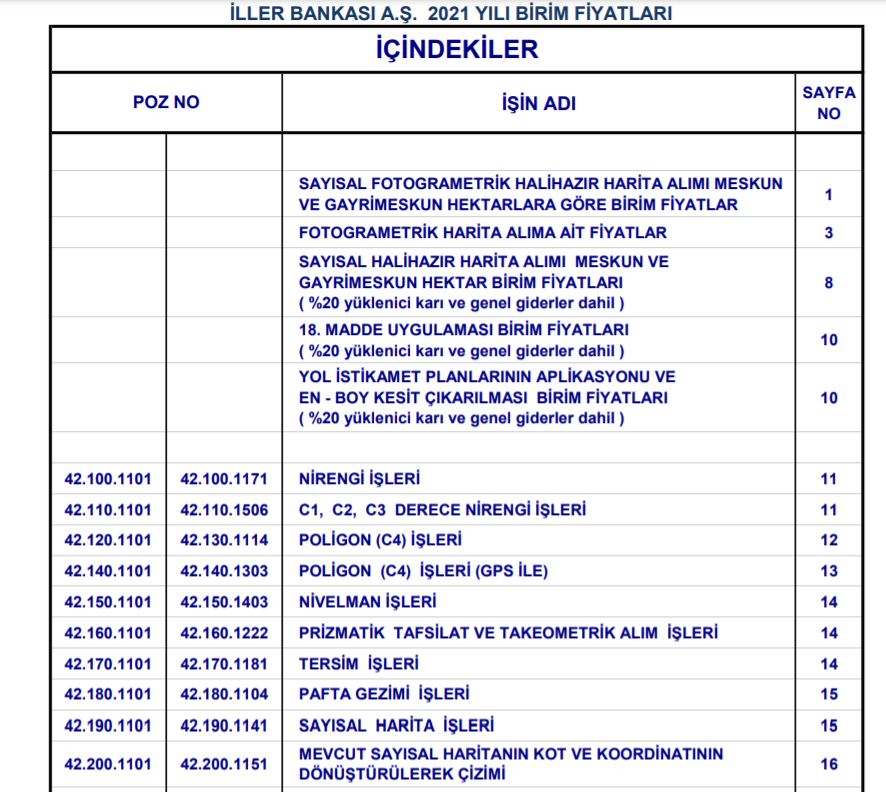 İLLER BANKASI A.Ş. 2021 YILI BİRİM FİYATLARI
İÇİNDEKİLER
POZ NO İŞİN ADI SAYFA NO
SAYISAL FOTOGRAMETRİK HALİHAZIR HARİTA ALIMI MESKUN
VE GAYRİMESKUN HEKTARLARA GÖRE BİRİM FİYATLAR 1
FOTOGRAMETRİK HARİTA ALIMA AİT FİYATLAR 3
SAYISAL HALİHAZIR HARİTA ALIMI MESKUN VE
GAYRİMESKUN HEKTAR BİRİM FİYATLARI 8
( %20 yüklenici karı ve genel giderler dahil )
18. MADDE UYGULAMASI BİRİM FİYATLARI 10
( %20 yüklenici karı ve genel giderler dahil )
YOL İSTİKAMET PLANLARININ APLİKASYONU VE
EN - BOY KESİT ÇIKARILMASI BİRİM FİYATLARI 10
( %20 yüklenici karı ve genel giderler dahil )
42.100.1101 42.100.1171 NİRENGİ İŞLERİ 11
42.110.1101 42.110.1506 C1, C2, C3 DERECE NİRENGİ İŞLERİ 11
42.120.1101 42.130.1114 POLİGON (C4) İŞLERİ 12
42.140.1101 42.140.1303 POLİGON (C4) İŞLERİ (GPS İLE) 13
42.150.1101 42.150.1403 NİVELMAN İŞLERİ 14
42.160.1101 42.160.1222 PRİZMATİK TAFSİLAT VE TAKEOMETRİK ALIM İŞLERİ 14
42.170.1101 42.170.1181 TERSİM İŞLERİ 14
42.180.1101 42.180.1104 PAFTA GEZİMİ İŞLERİ 15
42.190.1101 42.190.1141 SAYISAL HARİTA İŞLERİ 15
42.200.1101 42.200.1151 MEVCUT SAYISAL HARİTANIN KOT VE KOORDİNATININ 16
DÖNÜŞTÜRÜLEREK ÇİZİMİ